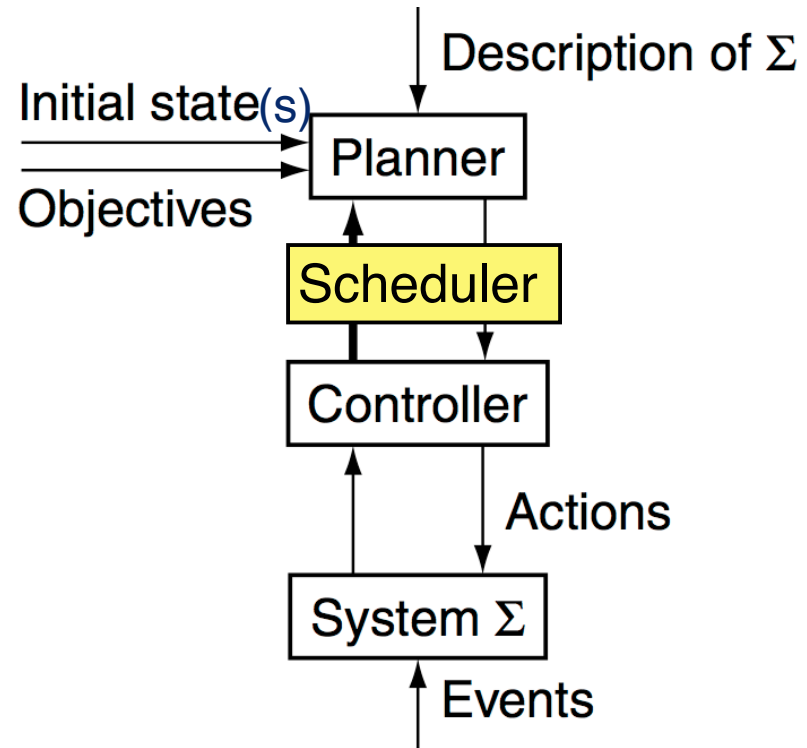 Description of Σ
Initial state(s)
Planner
Objectives
Scheduler
Controller
Actions
System Σ
Events